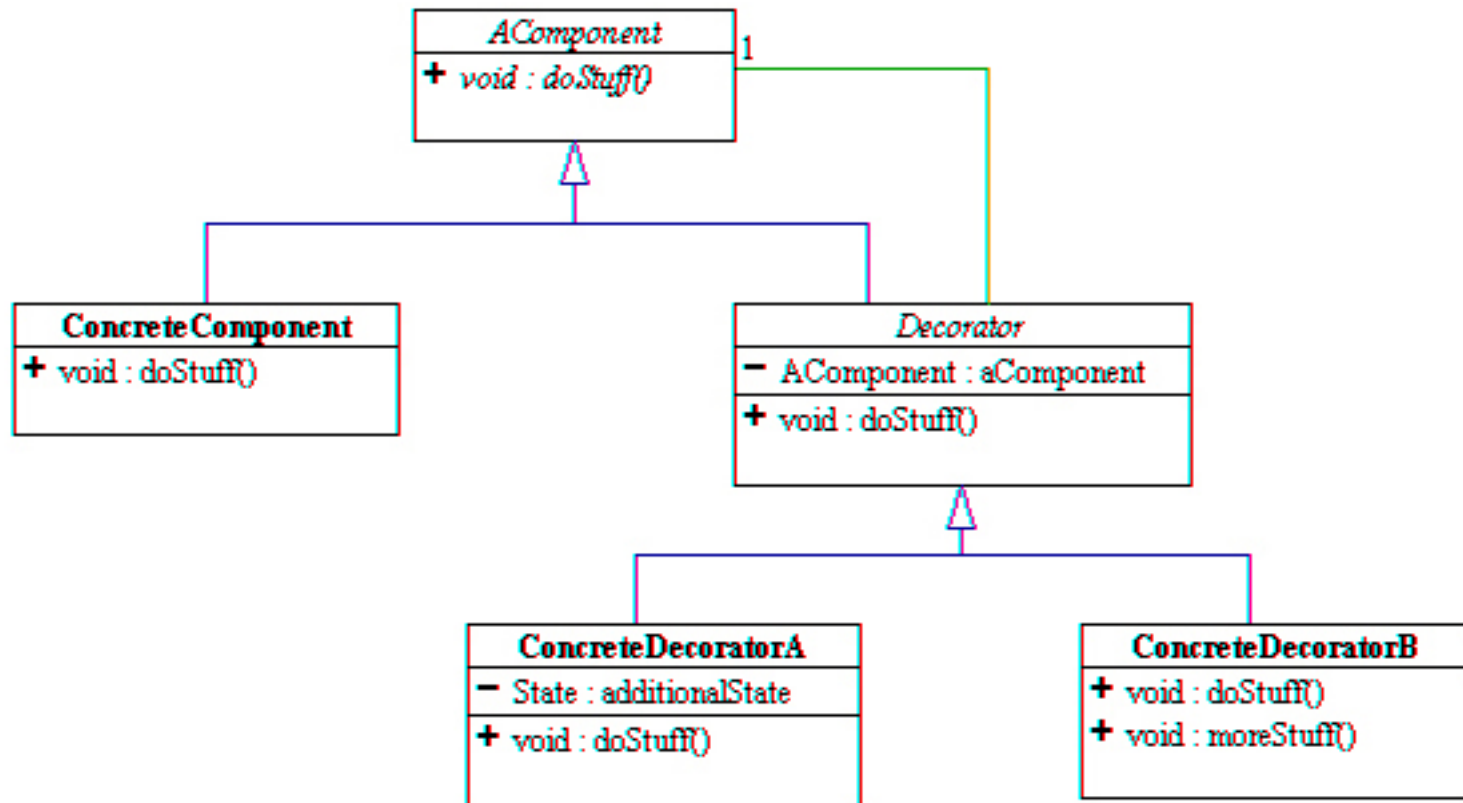 AComponent
+ void : doStuff()
1
ConcreteComponent
+ void : doStuff()
Decorator
- AComponent : aComponent
+ void : doStuff()
ConcreteDecoratorA
- State : additionalState
+ void : doStuff()
ConcreteDecoratorB
+ void : doStuff()
+ void : moreStuff()